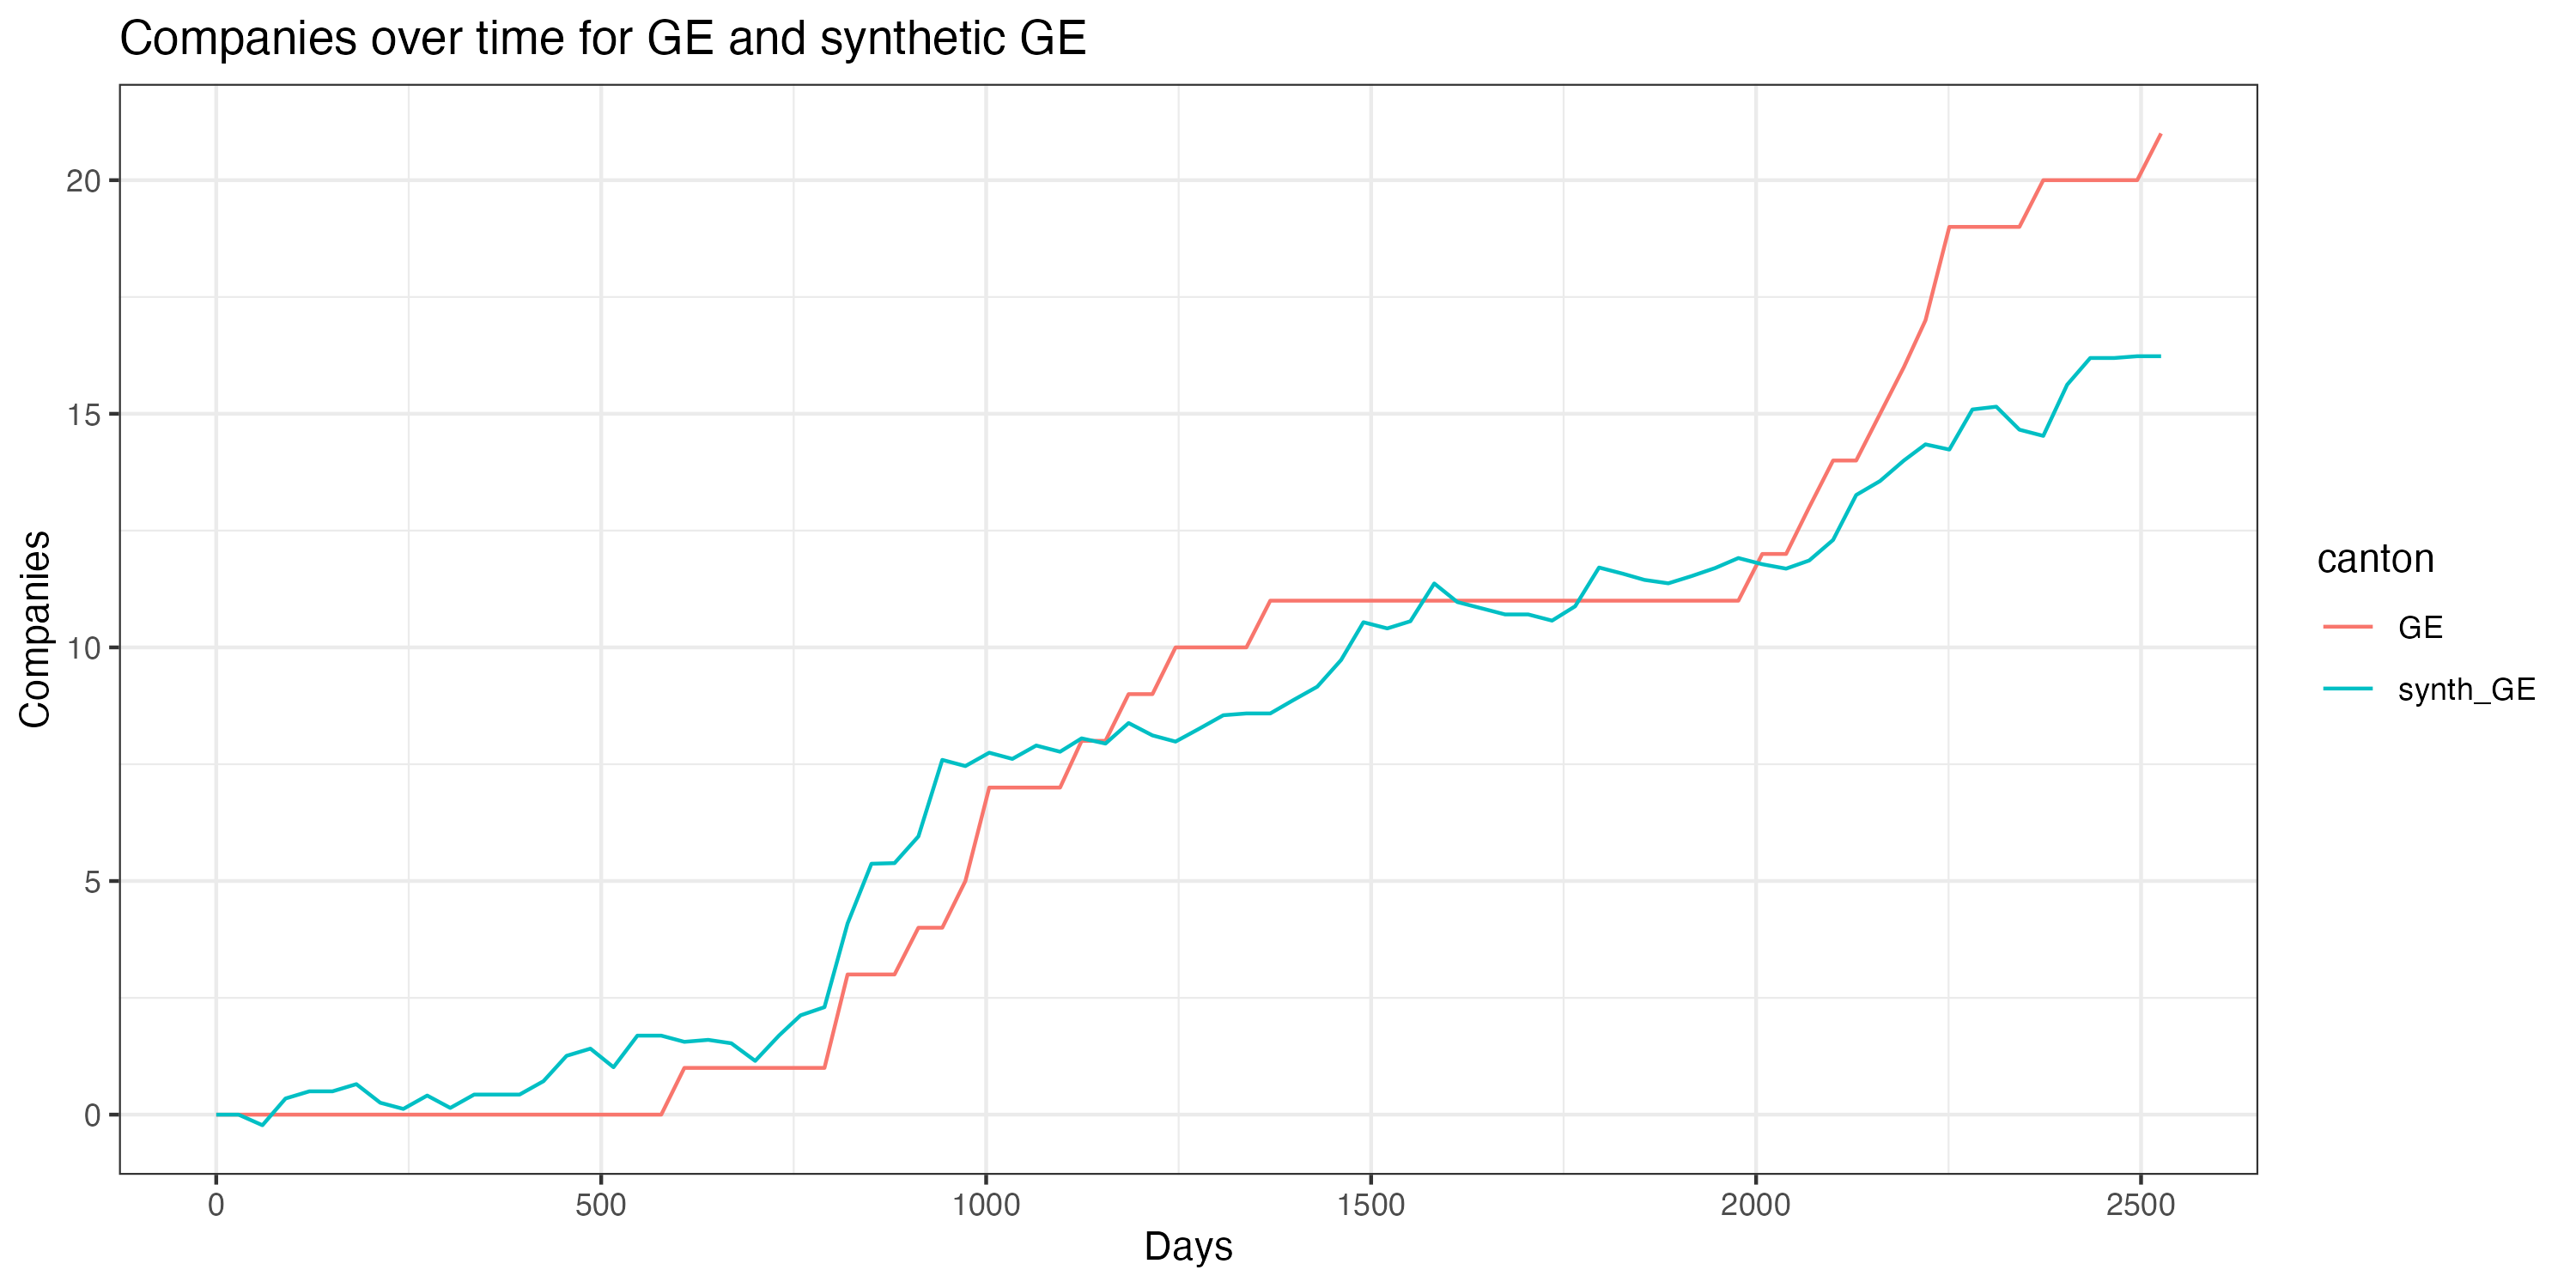 Companies over time for GE and synthetic GE
Companies
20
15
10
5
0
0 500 1000 1500 2000 2500
Days
canton
GE
synth_GE